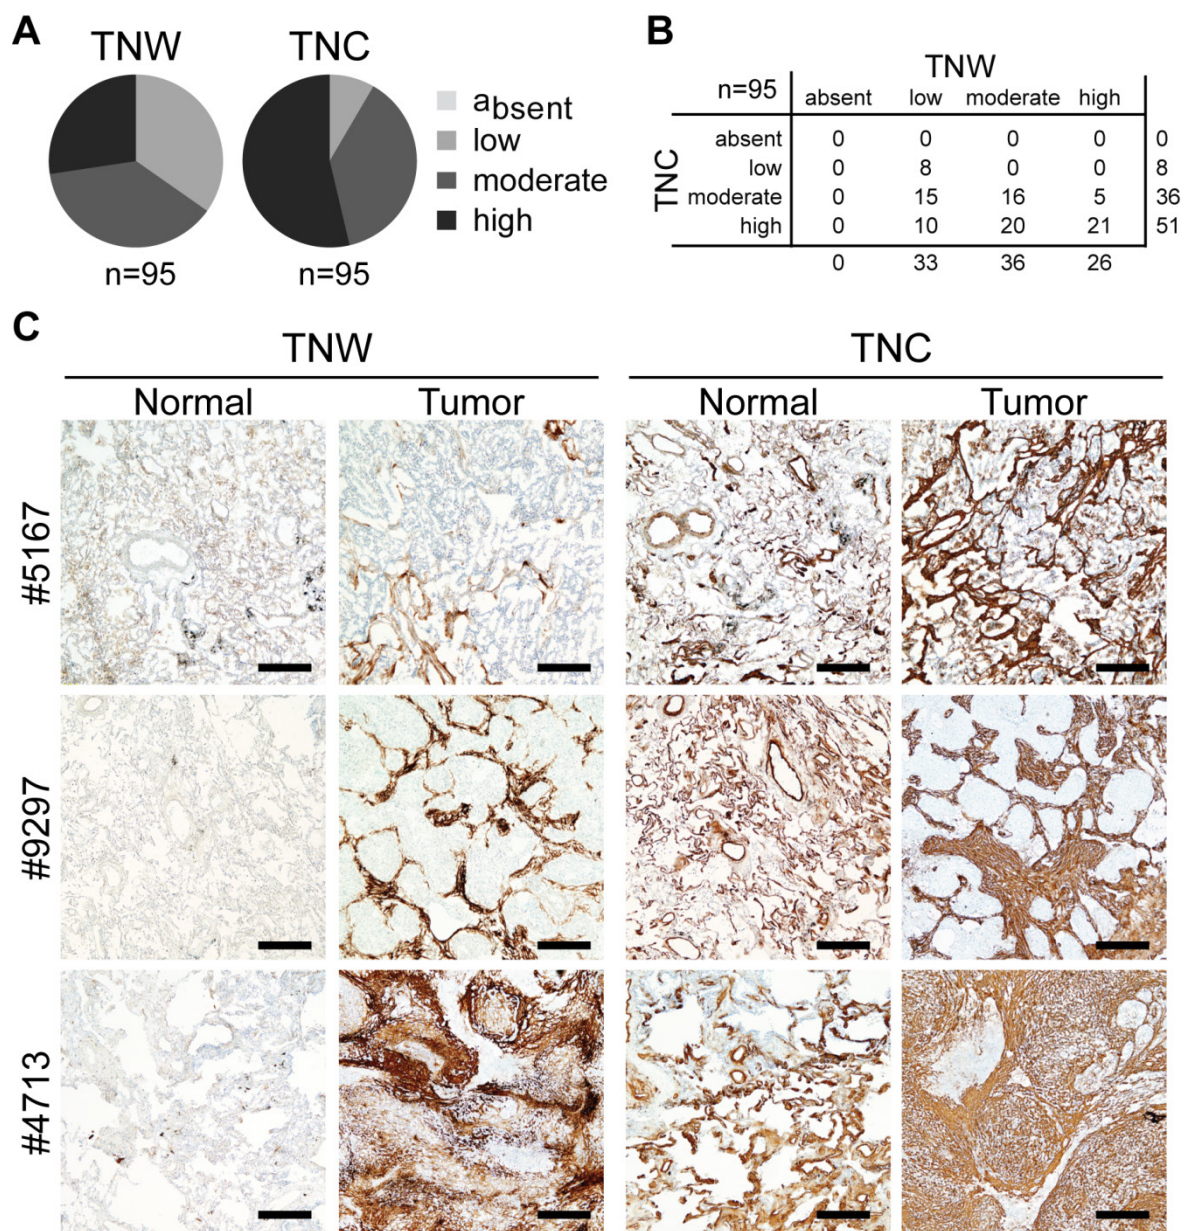 A
TNW
TNC
absent
low
moderate
high
n=95
n=95
B
TNW
n=95 absent low moderate high
TNC
absent 0 0 0 0 0
low 0 8 0 0 8
moderate 0 15 16 5 36
high 0 10 20 21 51
0 33 36 26
C
TNW
TNC
Normal Tumor Normal Tumor
#5167
#9297
#4713